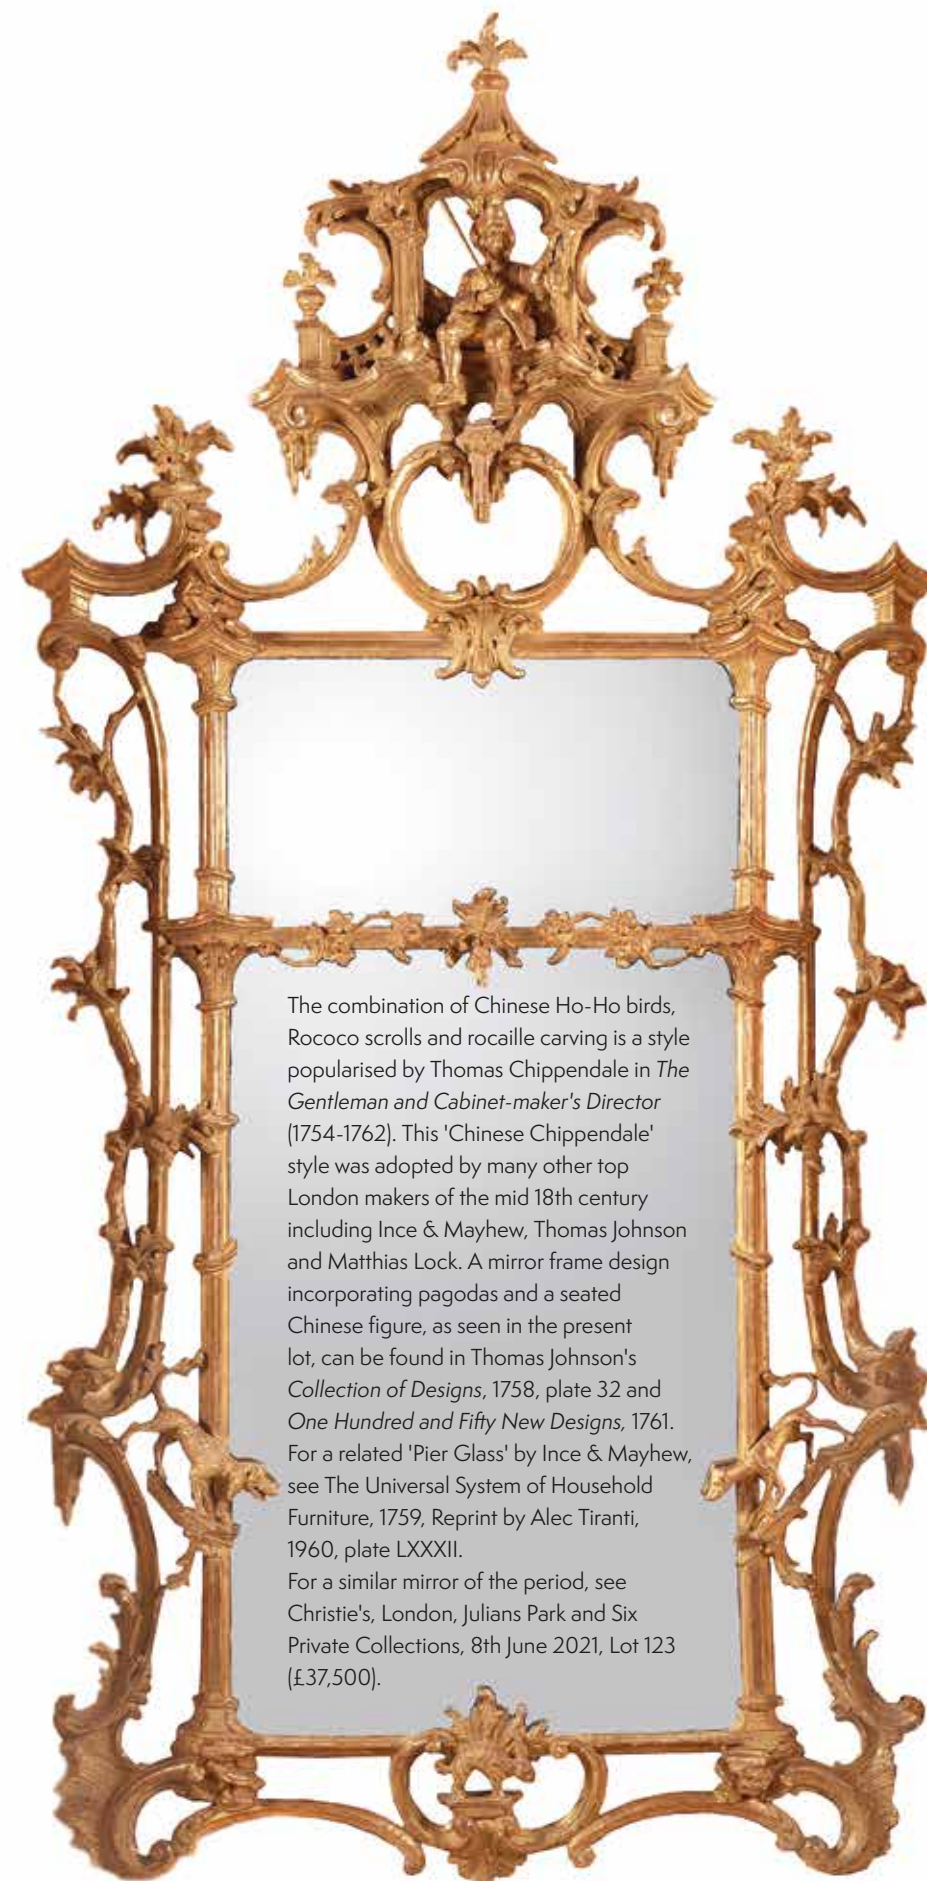 The combination of Chinese Ho-Ho birds,
Rococo scrolls and rocaille carving is a style
popularised by Thomas Chippendale in The
Gentleman and Cabinet-maker's Director
(1754-1762). This 'Chinese Chippendale'
style was adopted by many other top
London makers of the mid 18th century
including Ince & Mayhew, Thomas Johnson
and Matthias Lock. A mirror frame design
incorporating pagodas and a seated
Chinese figure, as seen in the present
lot, can be found in Thomas Johnson's
Collection of Designs, 1758, plate 32 and
One Hundred and Fifty New Designs, 1761.
For a related 'Pier Glass' by Ince & Mayhew,
see The Universal System of Household
Furniture, 1759, Reprint by Alec Tiranti,
1960, plate LXXXII.
For a similar mirror of the period, see
Christie's, London, Julians Park and Six
Private Collections, 8th June 2021, Lot 123
(£37,500).